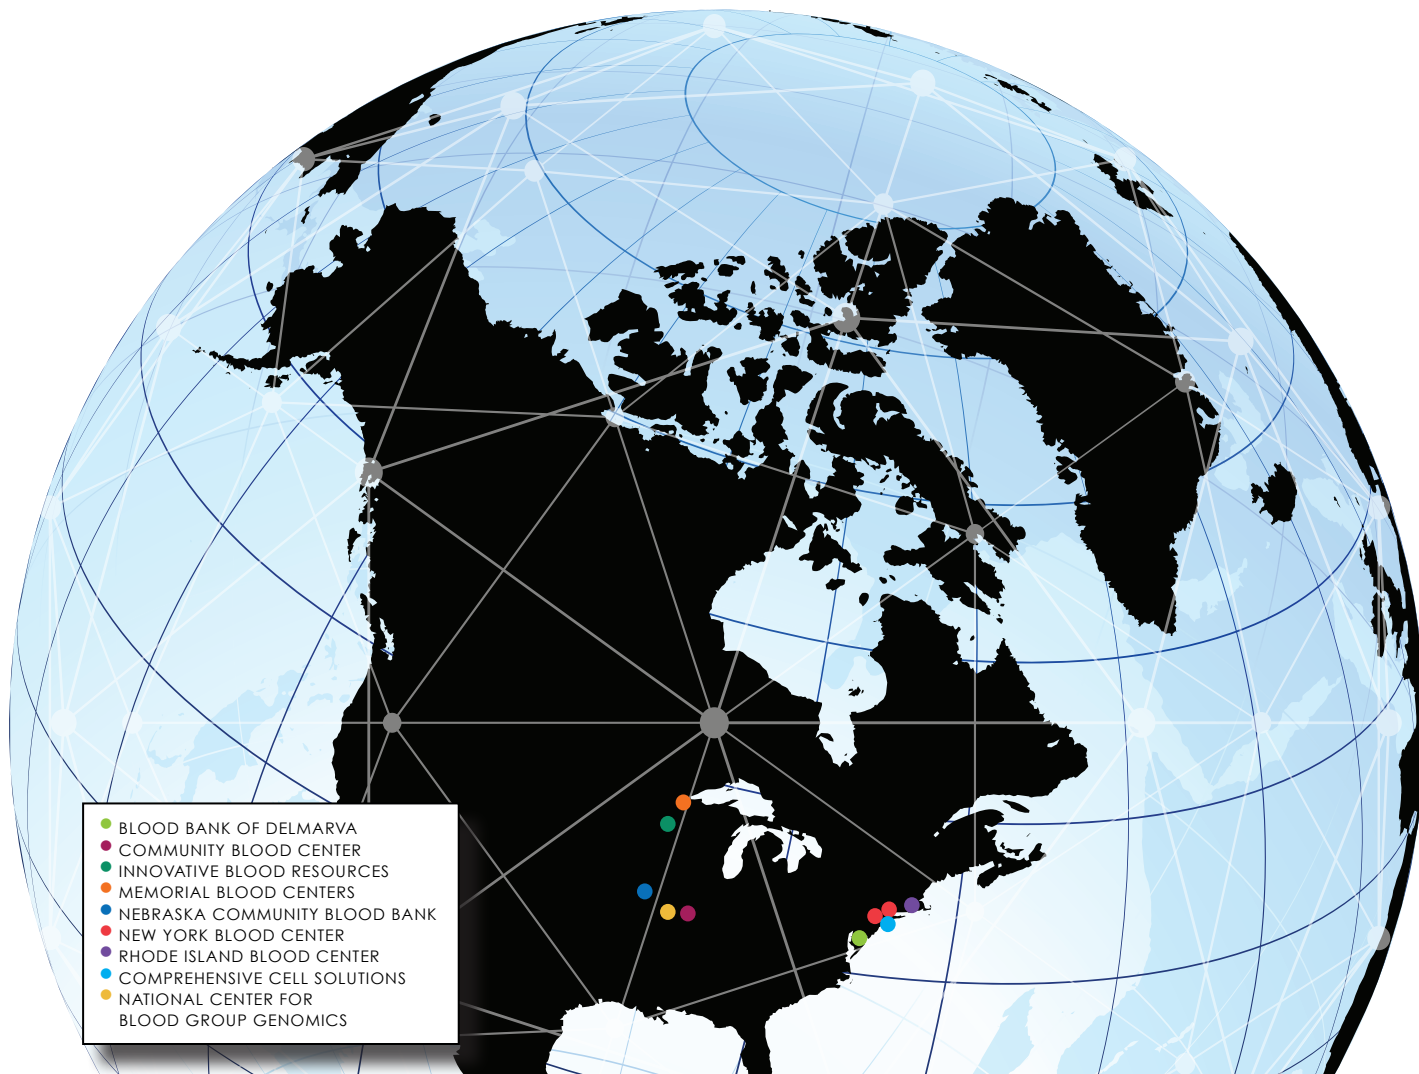 BLOOD BANK OF DELMARVA
COMMUNITY BLOOD CENTER
INNOVATIVE BLOOD RESOURCES
MEMORIAL BLOOD CENTERS
NEBRASKA COMMUNITY BLOOD BANK
NEW YORK BLOOD CENTER
RHODE ISLAND BLOOD CENTER
COMPREHENSIVE CELL SOLUTIONS
NATIONAL CENTER FOR
BLOOD GROUP GENOMICS